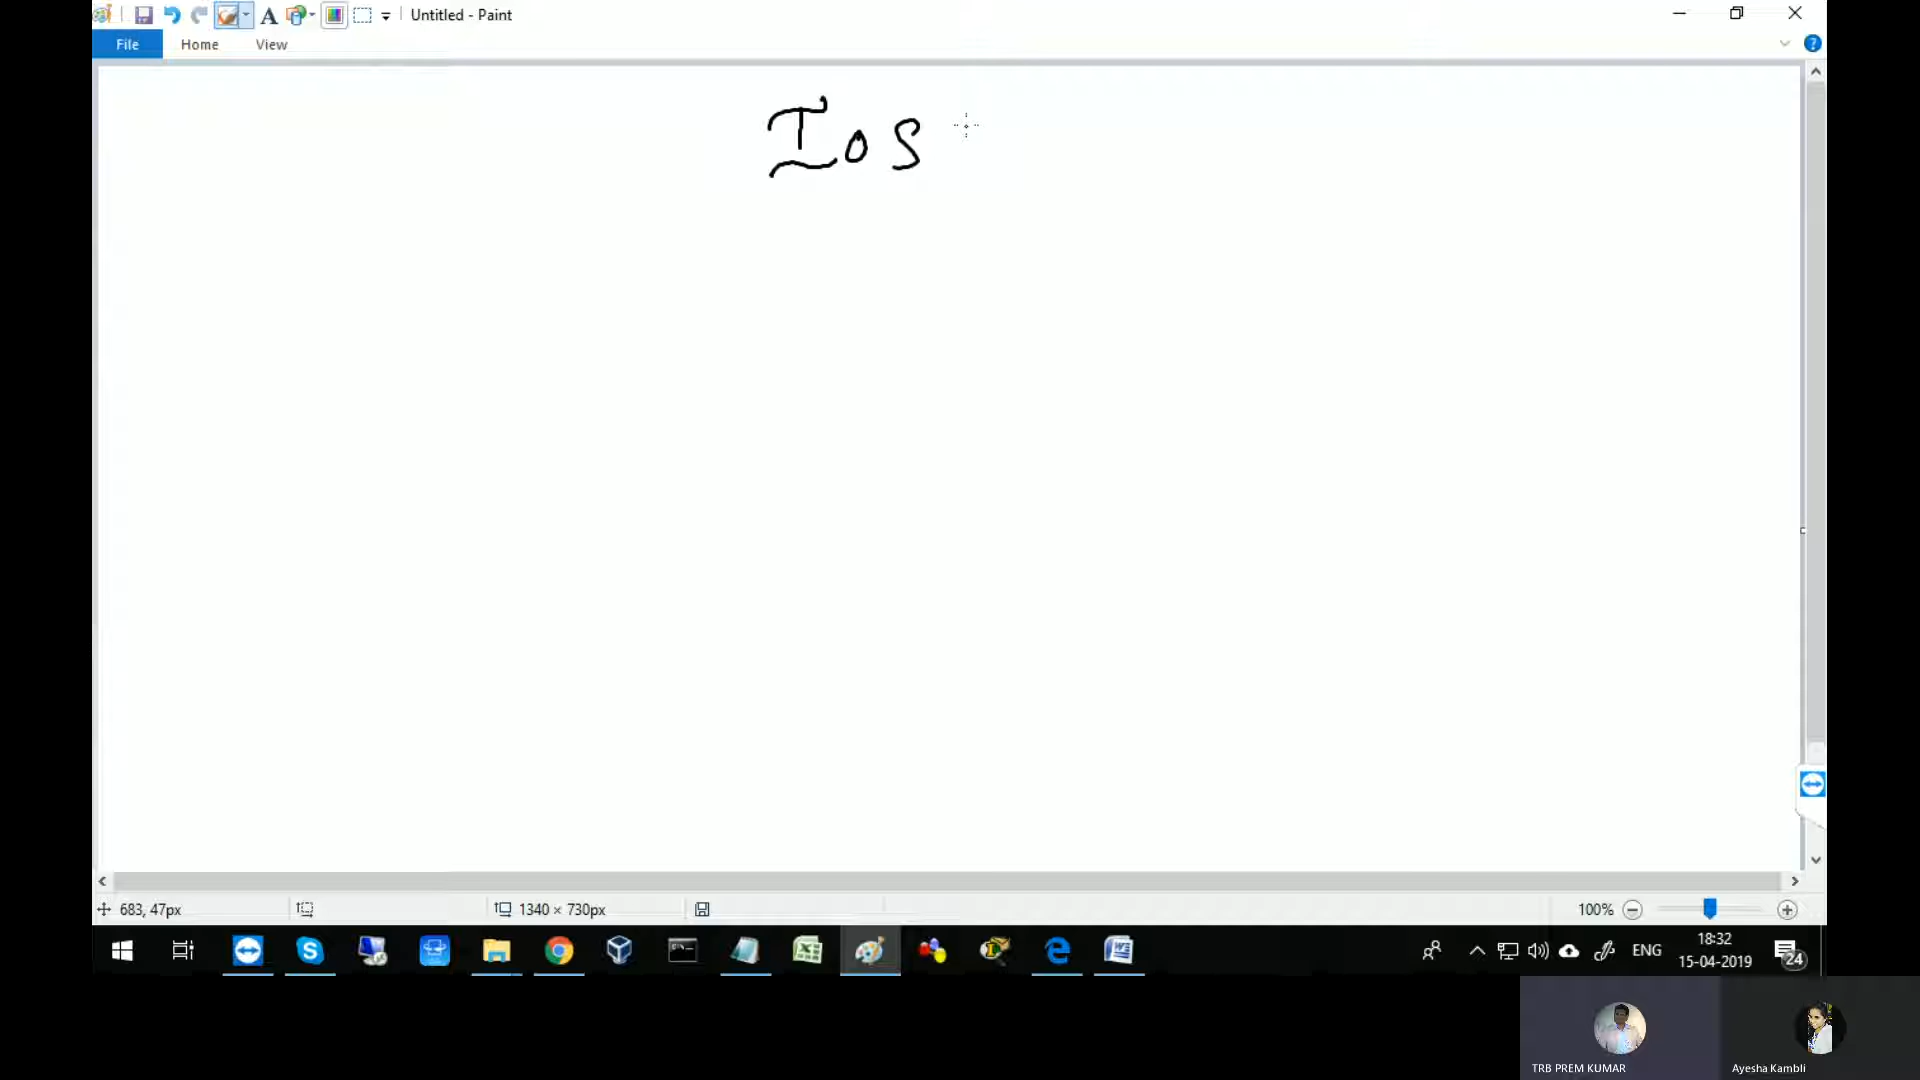 Untitled - Paint
File Home View
Ios
683, 47px 1340 × 730px 100%
ENG 18:32
15-04-2019 24
TRB PREM KUMAR Ayesha Kambli